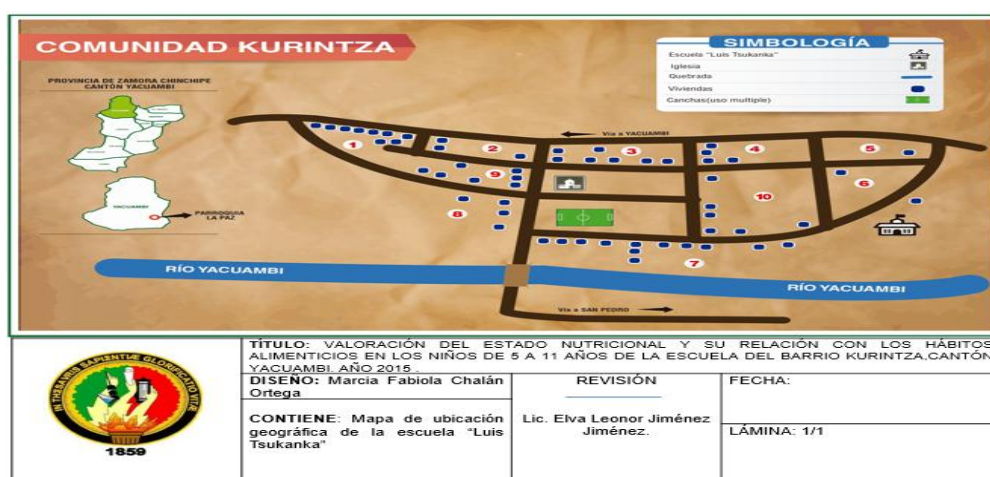 COMUNIDAD KURINTZA
PROVINCIA DE ZAMORA CHINCHIPE
CANTÓN YACUAMBI
YACUAMBI
PARROQUIA
LA PAZ
SIMBOLOGÍA
Escuela "Luis Tsukanka"
Iglesia
Quebrada
Viviendas
Canchas(uso multiple)
Vía a YACUAMBI
1
2
3
4
5
9
6
8
10
7
RÍO YACUAMBI
RÍO YACUAMBI
Vía a SAN PEDRO
IN THESAURIS SAPIENTIAE GLORIFICATIO VITAE
1859
TÍTULO: VALORACIÓN DEL ESTADO NUTRICIONAL Y SU RELACIÓN CON LOS HÁBITOS
ALIMENTICIOS EN LOS NIÑOS DE 5 A 11 AÑOS DE LA ESCUELA DEL BARRIO KURINTZA,CANTÓN
YACUAMBI. AÑO 2015 .
DISEÑO: Marcia Fabiola Chalán
Ortega
CONTIENE: Mapa de ubicación
geográfica de la escuela "Luis
Tsukanka"
REVISIÓN
Lic. Elva Leonor Jiménez
Jiménez.
FECHA:
LÁMINA: 1/1